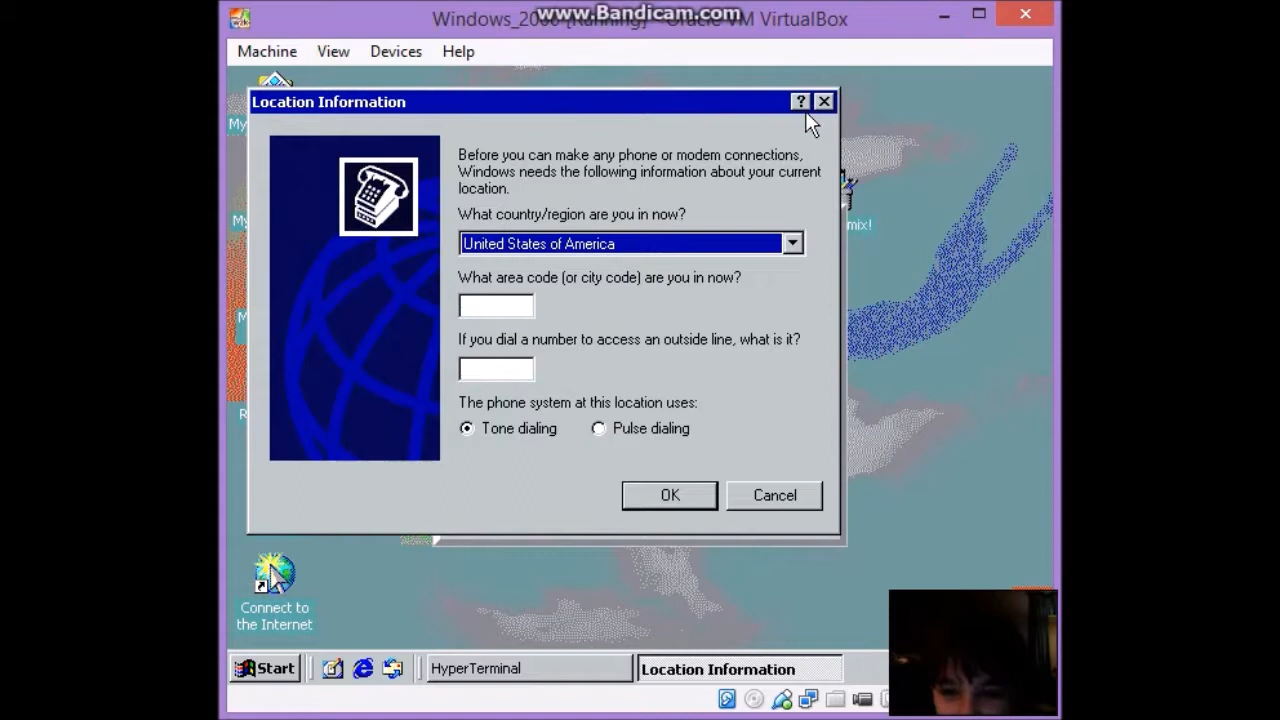 www.Bandicam.com
Windows_2000 [Running] - Oracle VM VirtualBox
Machine View Devices Help
Location Information
My
Before you can make any phone or modem connections,
Windows needs the following information about your current
location.
What country/region are you in now?
My
mix!
United States of America
What area code (or city code) are you in now?
If you dial a number to access an outside line, what is it?
The phone system at this location uses:
Tone dialing Pulse dialing
OK Cancel
Connect to
the Internet
Start HyperTerminal Location Information